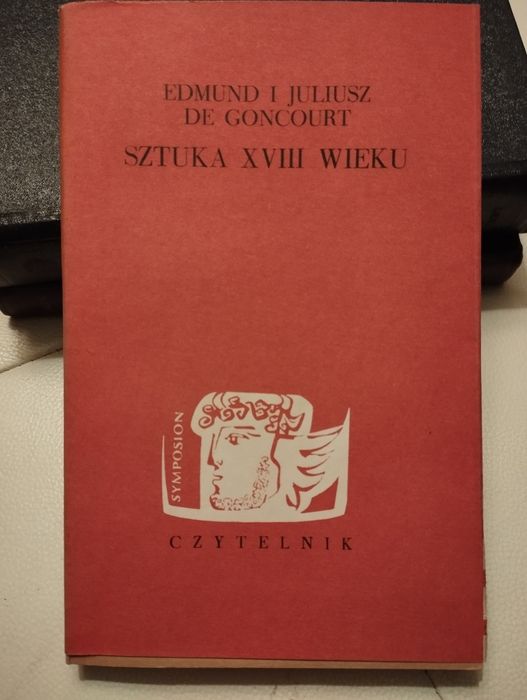 EDMUND I JULIUSZ
DE GONCOURT
SZTUKA XVIII WIEKU
SYMPOSION
CZYTELNIK